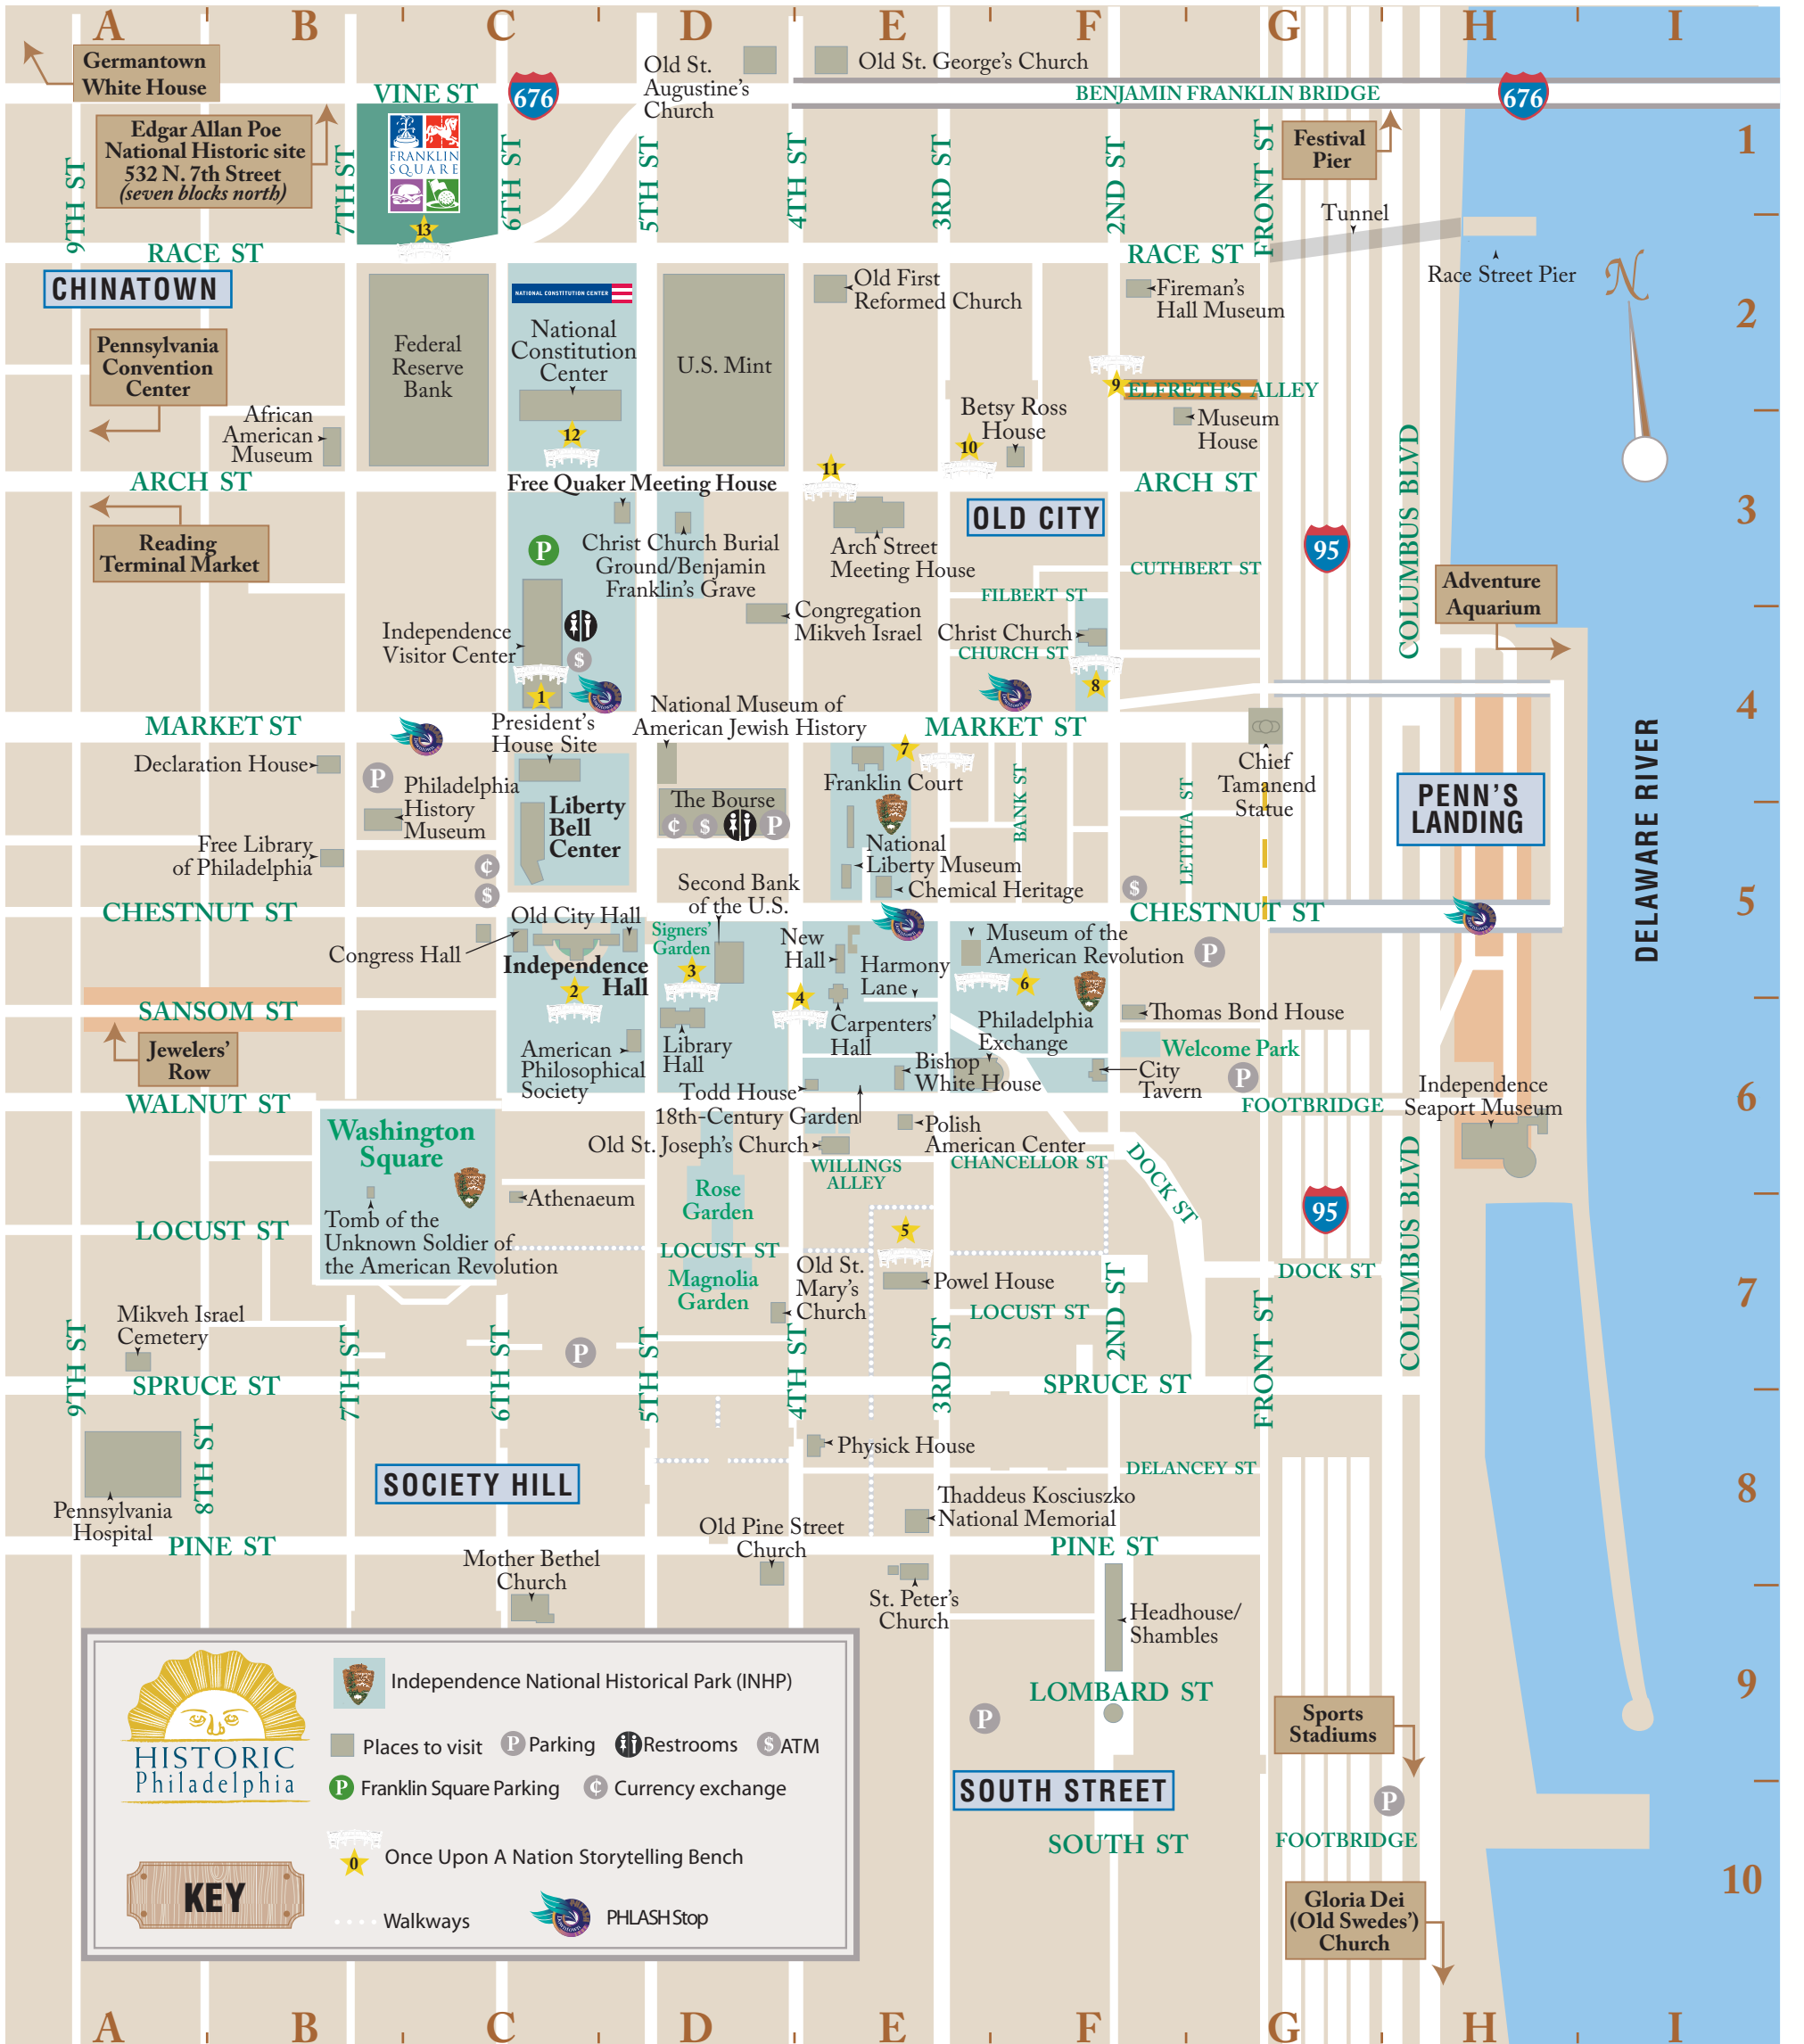 A B C D E F G H I
Germantown
White House
Old St.
Augustine's
Church
Old St. George's Church
VINE ST
676
BENJAMIN FRANKLIN BRIDGE
676
Edgar Allan Poe
National Historic site
532 N. 7th Street
(seven blocks north)
FRANKLIN
SQUARE
Festival
Pier
1
9TH ST
7TH ST
6TH ST
5TH ST
4TH ST
3RD ST
2ND ST
FRONT ST
13
Tunnel
RACE ST
RACE ST
Race Street Pier
N
CHINATOWN
NATIONAL CONSTITUTION CENTER
Old First
Reformed Church
Fireman's
Hall Museum
2
Pennsylvania
Convention
Center
Federal
Reserve
Bank
National
Constitution
Center
U.S. Mint
9
ELFRETH'S ALLEY
African
American
Museum
12
Betsy Ross
House
10
11
Museum
House
COLUMBUS BLVD
ARCH ST
Free Quaker Meeting House
ARCH ST
3
OLD CITY
Reading
Terminal Market
P
Christ Church Burial
Ground/Benjamin
Franklin's Grave
Arch Street
Meeting House
95
CUTHBERT ST
FILBERT ST
Adventure
Aquarium
Independence
Visitor Center
$
Congregation
Mikveh Israel
Christ Church
CHURCH ST
1
8
4
MARKET ST
President's
House Site
National Museum of
American Jewish History
MARKET ST
7
Declaration House
P
Philadelphia
History
Museum
Liberty
Bell
Center
The Bourse
¢ $ P
Franklin Court
BANK ST
LETITIA ST
Chief
Tamanend
Statue
PENN'S
LANDING
DELAWARE RIVER
Free Library
of Philadelphia
¢
$
National
Liberty Museum
Chemical Heritage
$
Second Bank
of the U.S.
5
CHESTNUT ST
Old City Hall
CHESTNUT ST
Congress Hall
Independence
Hall
2
Signers'
Garden
3
New
Hall
Harmony
Lane
4
Museum of the
American Revolution
6
P
SANSOM ST
Jewelers'
Row
American
Philosophical
Society
Library
Hall
Carpenters'
Hall
Philadelphia
Exchange
Thomas Bond House
Welcome Park
Bishop
White House
City
Tavern
P
Todd House
18th-Century Garden
Independence
Seaport Museum
6
WALNUT ST
FOOTBRIDGE
Washington
Square
Old St. Joseph's Church
Polish
American Center
WILLINGS
ALLEY
CHANCELLOR ST
DOCK ST
COLUMBUS BLVD
Athenaeum
Rose
Garden
95
Tomb of the
Unknown Soldier of
the American Revolution
LOCUST ST
LOCUST ST
5
DOCK ST
Magnolia
Garden
Old St.
Mary's
Church
Powel House
LOCUST ST
7
Mikveh Israel
Cemetery
P
9TH ST
7TH ST
6TH ST
5TH ST
4TH ST
3RD ST
2ND ST
FRONT ST
SPRUCE ST
SPRUCE ST
8TH ST
Physick House
SOCIETY HILL
DELANCEY ST
8
Pennsylvania
Hospital
Thaddeus Kosciuszko
National Memorial
PINE ST
Old Pine Street
Church
PINE ST
Mother Bethel
Church
St. Peter's
Church
Headhouse/
Shambles
9
LOMBARD ST
P
Sports
Stadiums
SOUTH STREET
P
SOUTH ST
FOOTBRIDGE
10
Gloria Dei
(Old Swedes')
Church
HISTORIC
Philadelphia
KEY
Independence National Historical Park (INHP)
Places to visit
P Parking
Restrooms
$ ATM
P Franklin Square Parking
¢ Currency exchange
0 Once Upon A Nation Storytelling Bench
Walkways
PHLASH Stop
A B C D E F G H I